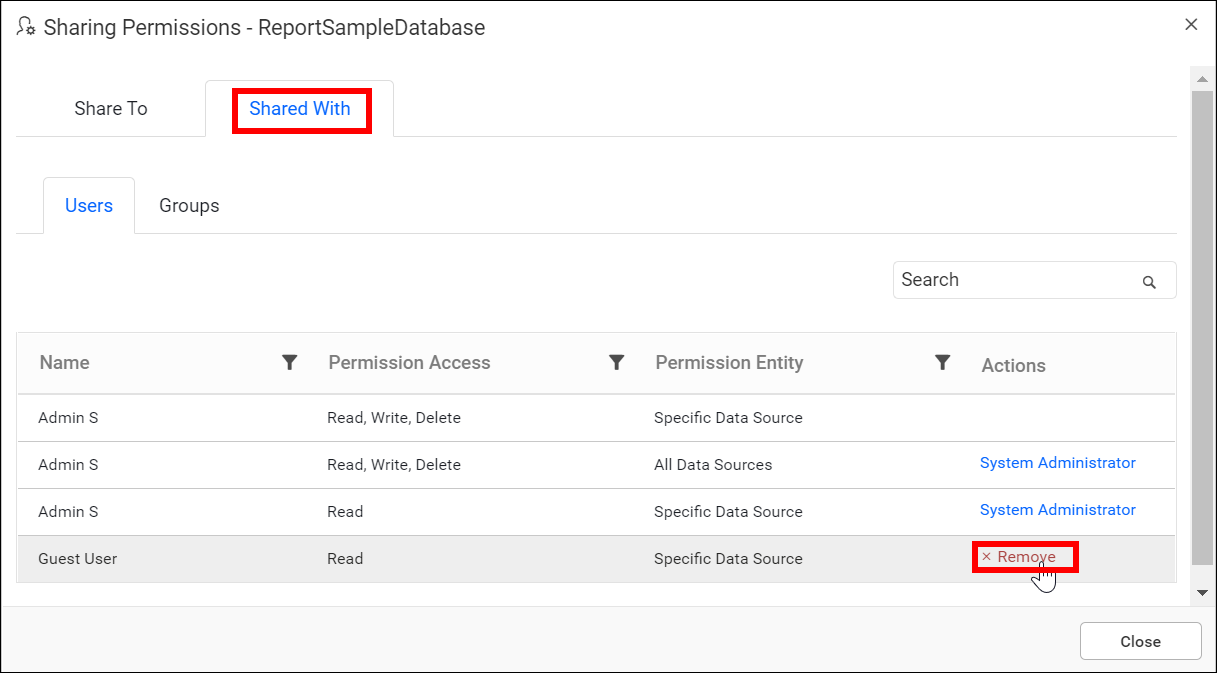 Sharing Permissions - ReportSampleDatabase
Share To
Shared With
Users
Groups
Search
Name Permission Access Permission Entity Actions
Admin S Read, Write, Delete Specific Data Source
Admin S Read, Write, Delete All Data Sources System Administrator
Admin S Read Specific Data Source System Administrator
Guest User Read Specific Data Source × Remove
Close